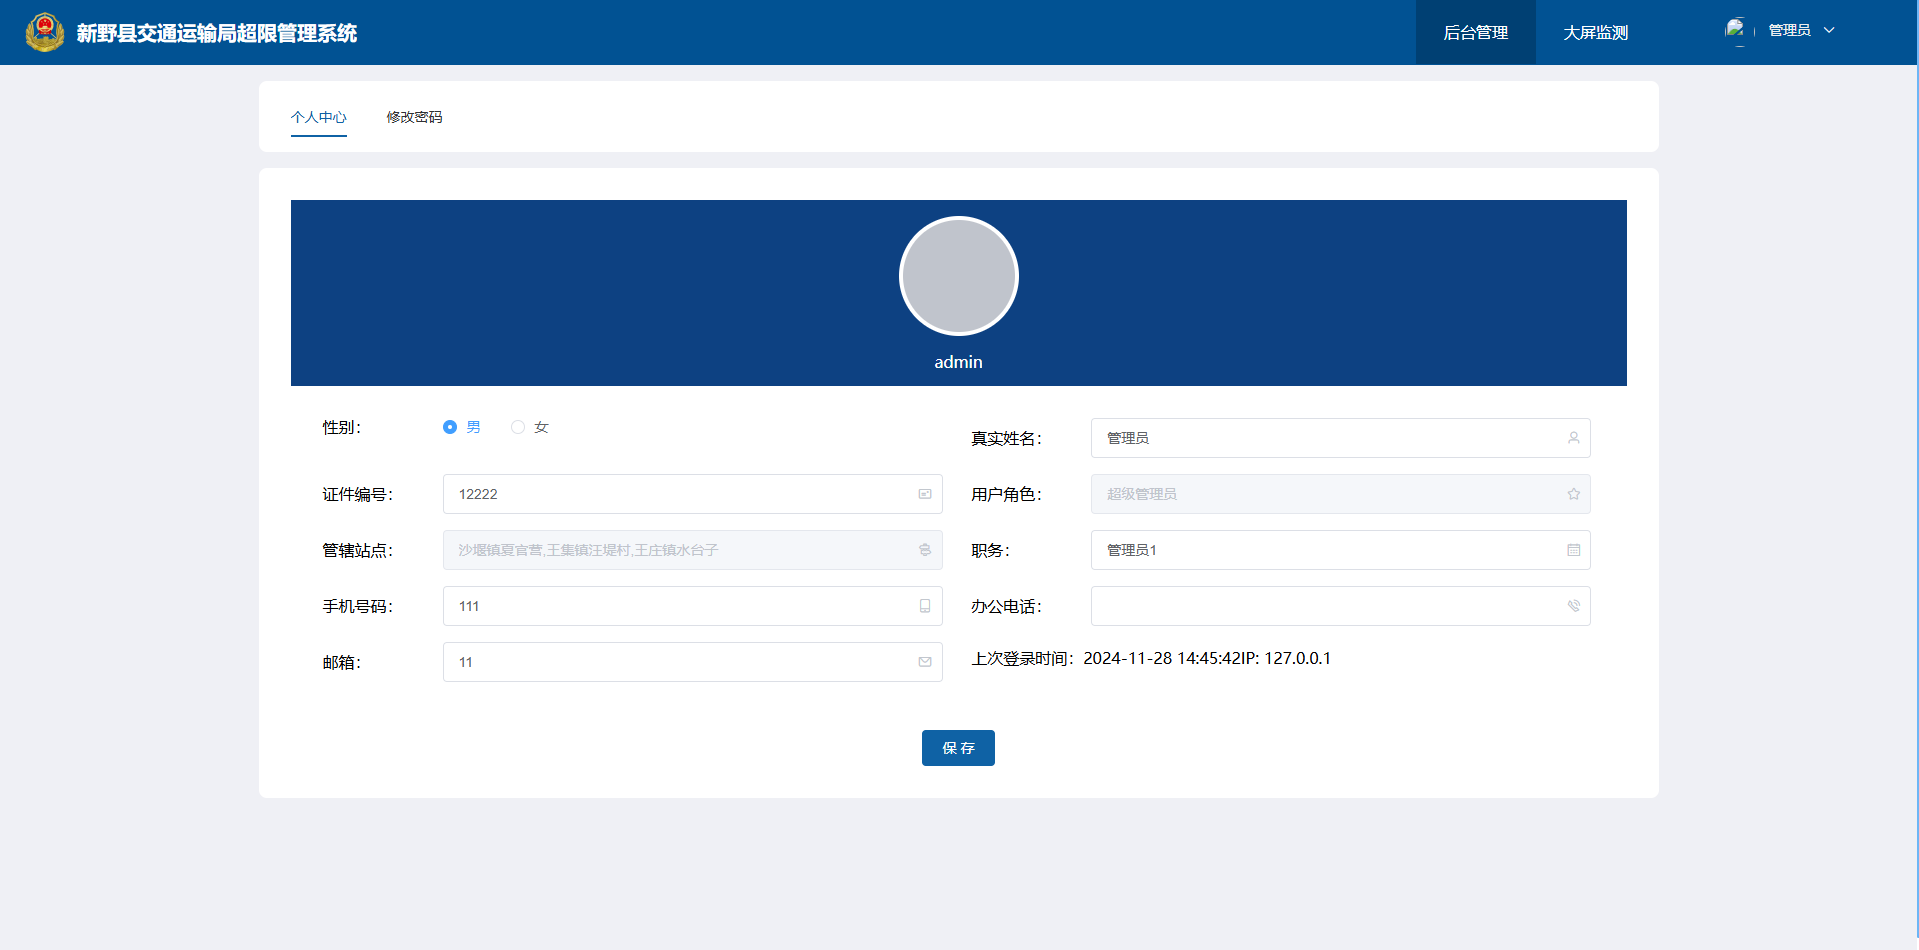 新野县交通运输局超限管理系统
后台管理
大屏监测
管理员
个人中心
修改密码
admin
性别：
男
女
真实姓名：
管理员
证件编号：
12222
用户角色：
超级管理员
管辖站点：
沙堰镇夏官营,王集镇汪堤村,王庄镇水台子
职务：
管理员1
手机号码：
111
办公电话：
邮箱：
11
上次登录时间：2024-11-28 14:45:42IP: 127.0.0.1
保 存